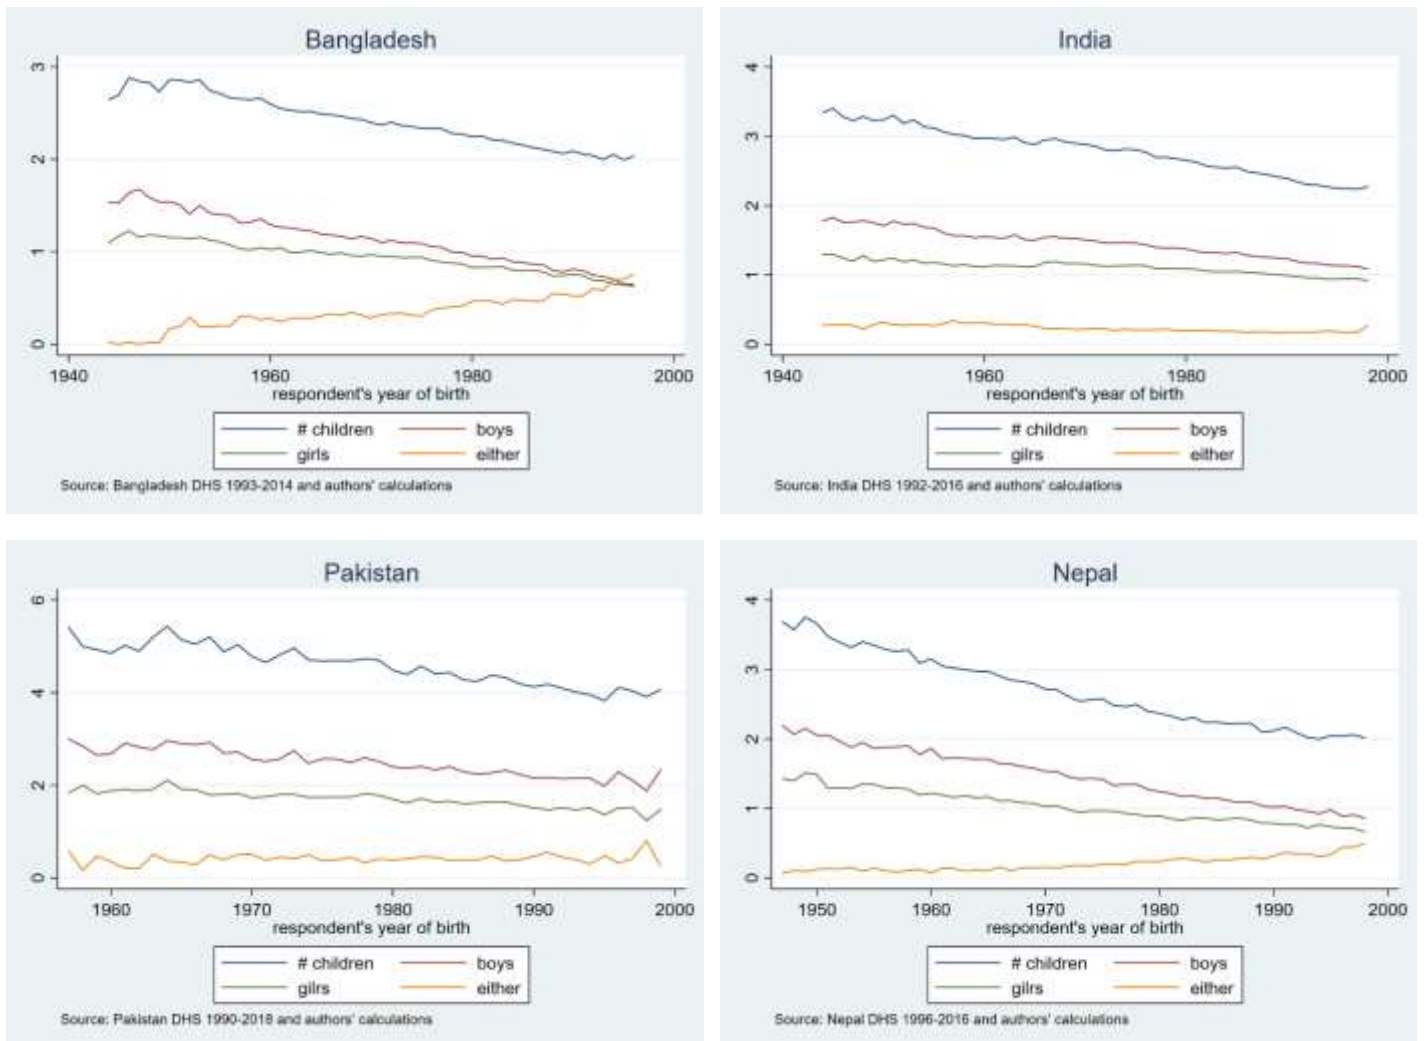 Bangladesh
3
2
1
0
1940 1960 1980 2000
respondent's year of birth
# children boys
girls either
Source: Bangladesh DHS 1993-2014 and authors' calculations
India
4
3
2
1
0
1940 1960 1980 2000
respondent's year of birth
# children boys
gilrs either
Source: India DHS 1992-2016 and authors' calculations
Pakistan
6
4
2
0
1960 1970 1980 1990 2000
respondent's year of birth
# children boys
gilrs either
Source: Pakistan DHS 1990-2018 and authors' calculations
Nepal
4
3
2
1
0
1950 1960 1970 1980 1990 2000
respondent's year of birth
# children boys
gilrs either
Source: Nepal DHS 1996-2016 and authors' calculations